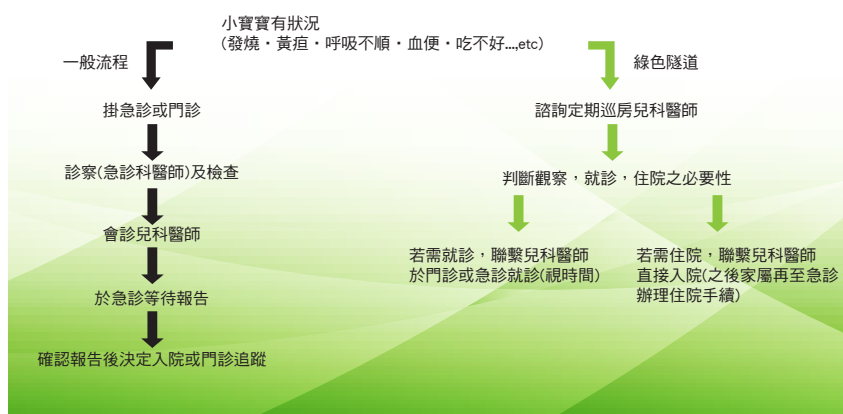 小寶寶有狀況
(發燒・黃疸・呼吸不順・血便・吃不好...,etc)
一般流程
掛急診或門診
診察(急診科醫師)及檢查
會診兒科醫師
於急診等待報告
確認報告後決定入院或門診追蹤
綠色隧道
諮詢定期巡房兒科醫師
判斷觀察，就診，住院之必要性
若需就診，聯繫兒科醫師
於門診或急診就診(視時間)
若需住院，聯繫兒科醫師
直接入院(之後家屬再至急診
辦理住院手續)